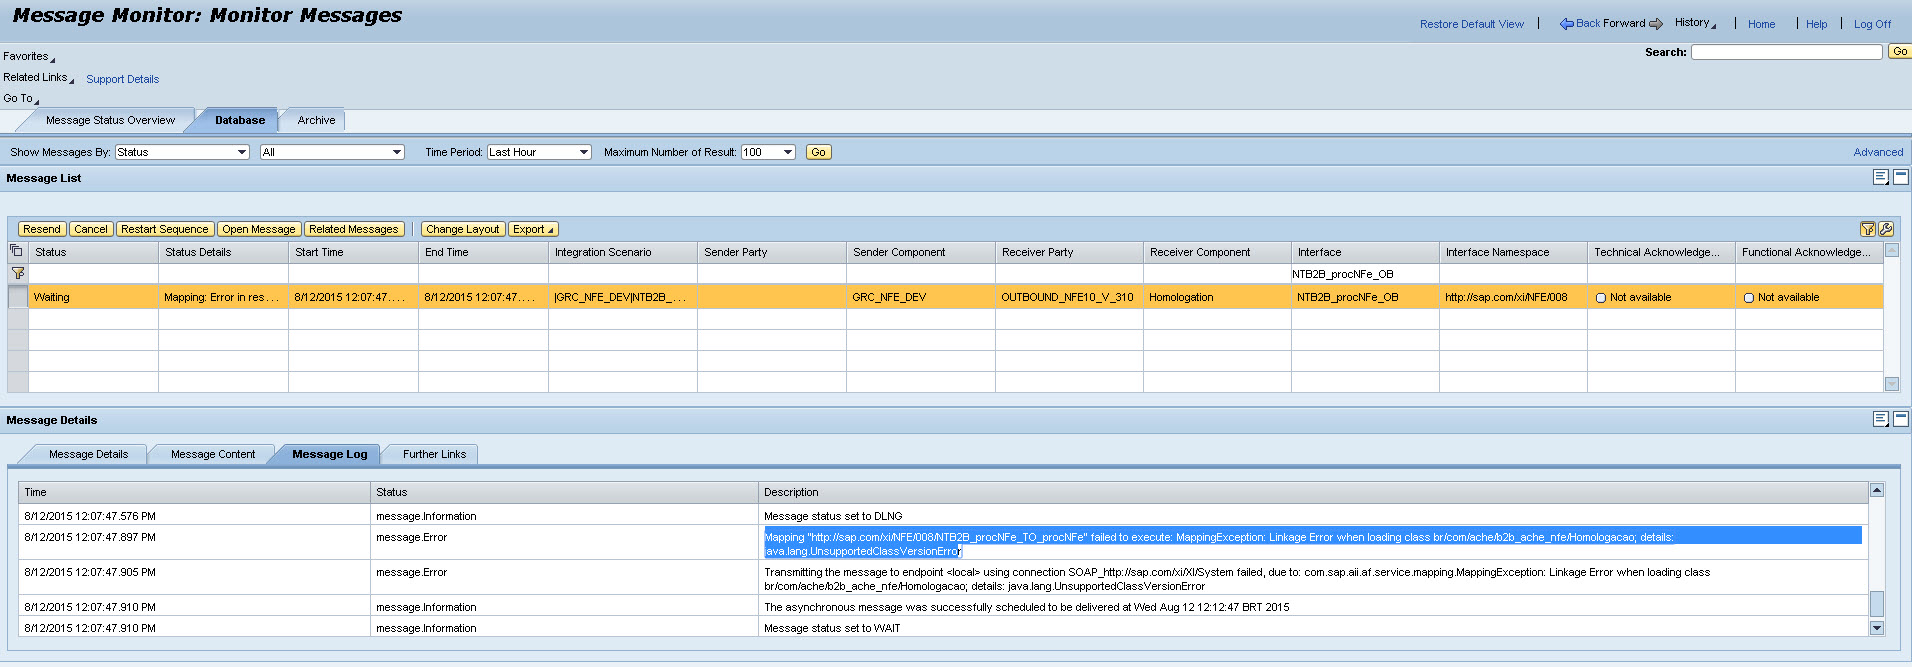 Message Monitor: Monitor Messages
Restore Default View Back Forward History Home Help Log Off
Favorites
Search: Go
Related Links Support Details
Go To
Message Status Overview Database Archive
Show Messages By: Status All Time Period: Last Hour Maximum Number of Result: 100 Go Advanced
Message List
Resend Cancel Restart Sequence Open Message Related Messages Change Layout Export
Status Status Details Start Time End Time Integration Scenario Sender Party Sender Component Receiver Party Receiver Component Interface Interface Namespace Technical Acknowledge... Functional Acknowledge...
NTB2B_procNFe_OB
Waiting Mapping: Error in res... 8/12/2015 12:07:47.... 8/12/2015 12:07:47.... |GRC_NFE_DEV|NTB2B_... GRC_NFE_DEV OUTBOUND_NFE10_V_310 Homologation NTB2B_procNFe_OB http://sap.com/xi/NFE/008 Not available Not available
Message Details
Message Details Message Content Message Log Further Links
Time Status Description
8/12/2015 12:07:47.576 PM message.Information Message status set to DLNG
8/12/2015 12:07:47.897 PM message.Error Mapping "http://sap.com/xi/NFE/008/NTB2B_procNFe_TO_procNFe" failed to execute: MappingException: Linkage Error when loading class br/com/ache/b2b_ache_nfe/Homologacao; details:
java.lang.UnsupportedClassVersionError
8/12/2015 12:07:47.905 PM message.Error Transmitting the message to endpoint <local> using connection SOAP_http://sap.com/xi/XI/System failed, due to: com.sap.aii.af.service.mapping.MappingException: Linkage Error when loading class
br/com/ache/b2b_ache_nfe/Homologacao; details: java.lang.UnsupportedClassVersionError
8/12/2015 12:07:47.910 PM message.Information The asynchronous message was successfully scheduled to be delivered at Wed Aug 12 12:12:47 BRT 2015
8/12/2015 12:07:47.910 PM message.Information Message status set to WAIT